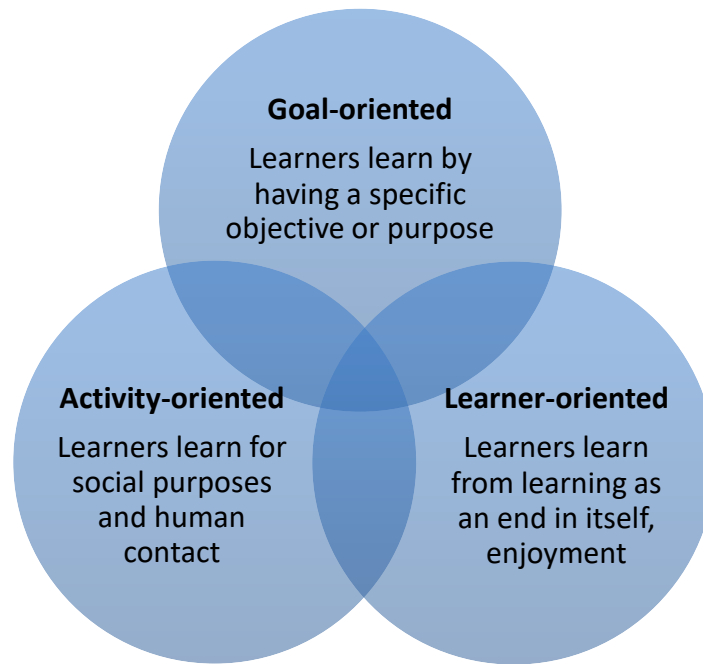 Goal-oriented
Learners learn by
having a specific
objective or purpose
Activity-oriented
Learners learn for
social purposes
and human
contact
Learner-oriented
Learners learn
from learning as
an end in itself,
enjoyment